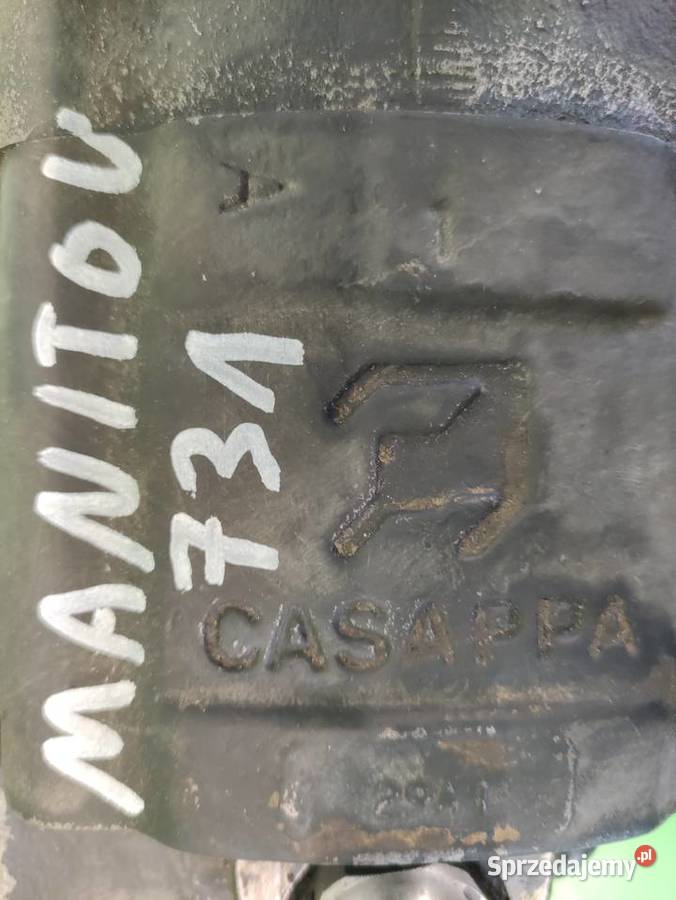 MANITOU
731
A
CASAPPA
Sprzedajemy.pl